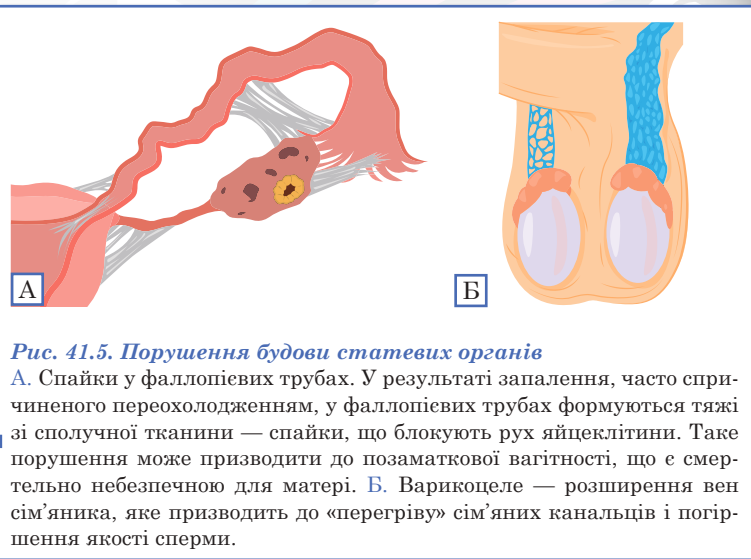 А
Б
Рис. 41.5. Порушення будови статевих органів
А. Спайки у фаллопієвих трубах. У результаті запалення, часто спри-
чиненого переохолодженням, у фаллопієвих трубах формуються тяжі
зі сполучної тканини — спайки, що блокують рух яйцеклітини. Таке
порушення може призводити до позаматкової вагітності, що є смер-
тельно небезпечною для матері. Б. Варикоцеле — розширення вен
сім’яника, яке призводить до «перегріву» сім’яних канальців і погір-
шення якості сперми.